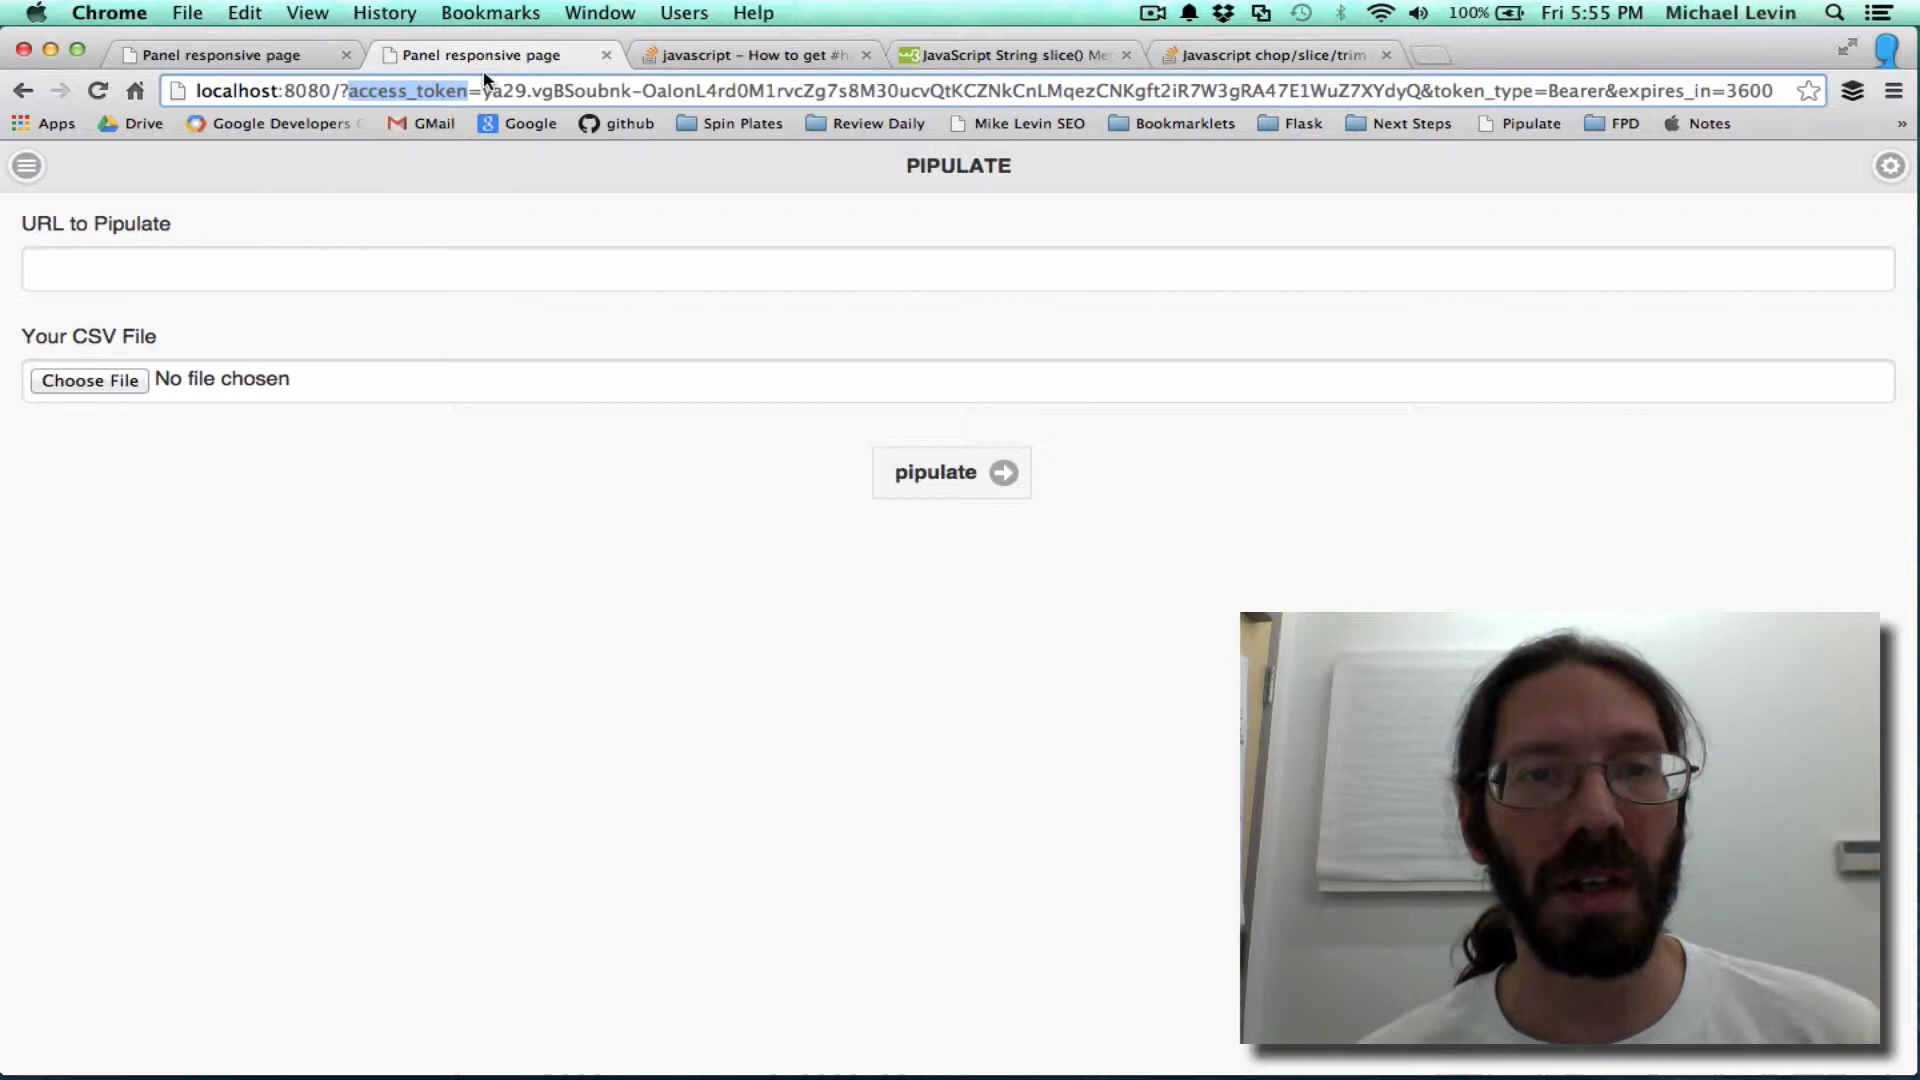 Chrome File Edit View History Bookmarks Window Users Help 100% Fri 5:55 PM Michael Levin
Panel responsive page Panel responsive page javascript – How to get #h JavaScript String slice() Me Javascript chop/slice/trim
localhost:8080/?access_token=ya29.vgBSoubnk-OalonL4rd0M1rvcZg7s8M30ucvQtKCZNkCnLMqezCNKgft2iR7W3gRA47E1WuZ7XYdyQ&token_type=Bearer&expires_in=3600
Apps Drive Google Developers GMail Google github Spin Plates Review Daily Mike Levin SEO Bookmarklets Flask Next Steps Pipulate FPD Notes »
PIPULATE
URL to Pipulate
Your CSV File
Choose File No file chosen
pipulate